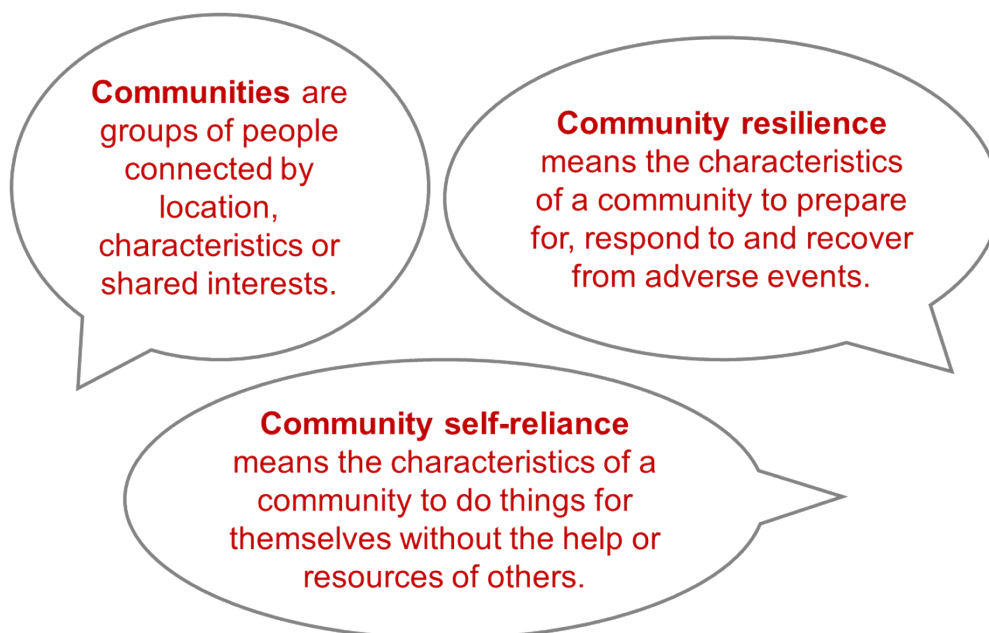 Communities are
groups of people
connected by
location,
characteristics or
shared interests.
Community resilience
means the characteristics
of a community to prepare
for, respond to and recover
from adverse events.
Community self-reliance
means the characteristics of a
community to do things for
themselves without the help or
resources of others.